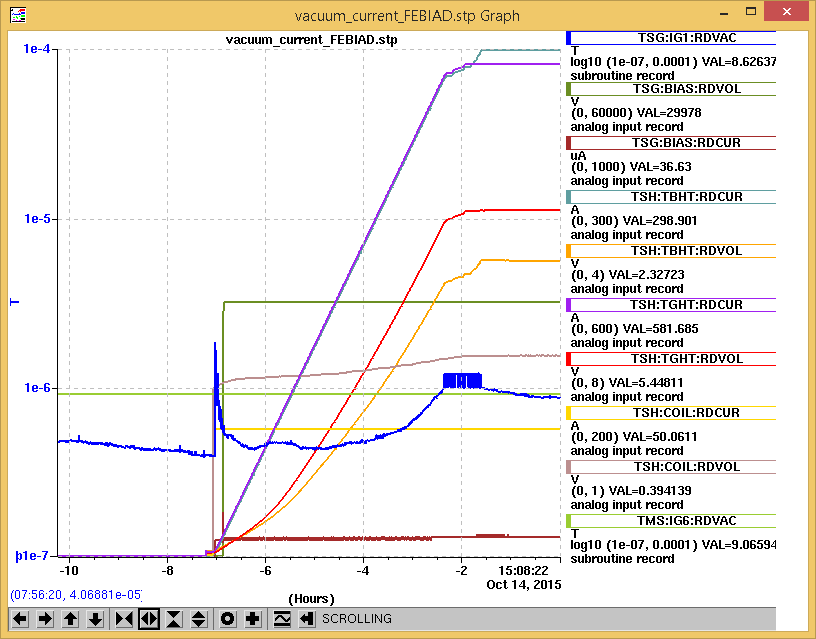 vacuum_current_FEBIAD.stp Graph
vacuum_current_FEBIAD.stp
1e-4
1e-5
T
1e-6
1e-7
-10
-8
-6
-4
-2
15:08:22
Oct 14, 2015
(Hours)
(07:56:20, 4.06881e-05)
SCROLLING
TSG:IG1:RDVAC
T
log10 (1e-07, 0.0001) VAL=8.62637
subroutine record
TSG:BIAS:RDVOL
V
(0, 60000) VAL=29978
analog input record
TSG:BIAS:RDCUR
uA
(0, 1000) VAL=36.63
analog input record
TSH:TBHT:RDCUR
A
(0, 300) VAL=298.901
analog input record
TSH:TBHT:RDVOL
V
(0, 4) VAL=2.32723
analog input record
TSH:TGHT:RDCUR
A
(0, 600) VAL=581.685
analog input record
TSH:TGHT:RDVOL
V
(0, 8) VAL=5.44811
analog input record
TSH:COIL:RDCUR
A
(0, 200) VAL=50.0611
analog input record
TSH:COIL:RDVOL
V
(0, 1) VAL=0.394139
analog input record
TMS:IG6:RDVAC
T
log10 (1e-07, 0.0001) VAL=9.06594
subroutine record